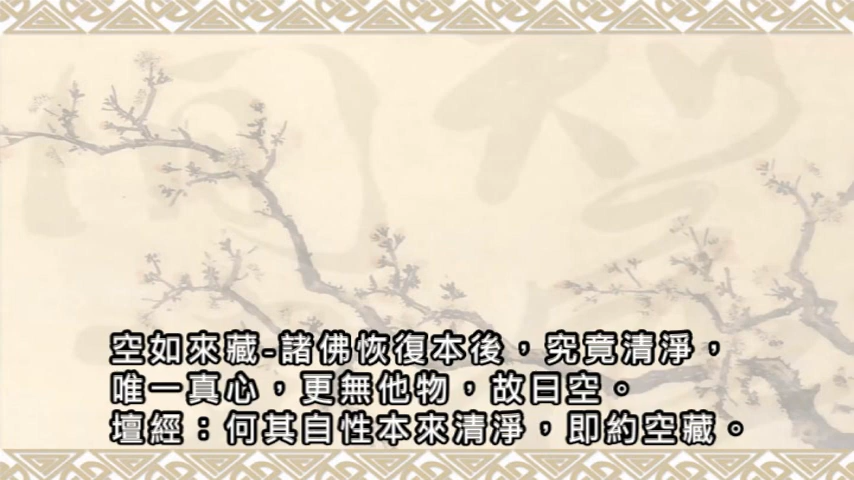 空如來藏-諸佛恢復本後，究竟清淨，
唯一真心，更無他物，故曰空。
壇經：何其自性本來清淨，即約空藏。